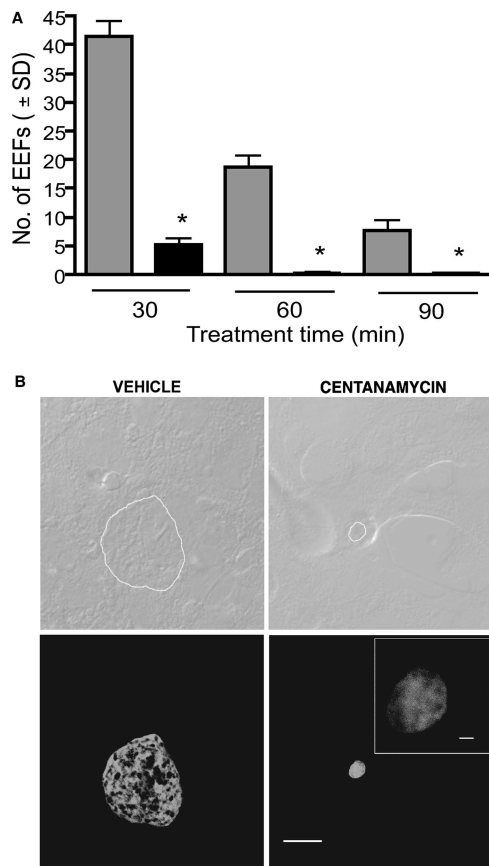 A
No. of EEFs ( ± SD)
45
40
35
30
25
20
15
10
5
0
*
*
*
30 60 90
Treatment time (min)
B
VEHICLE CENTANAMYCIN